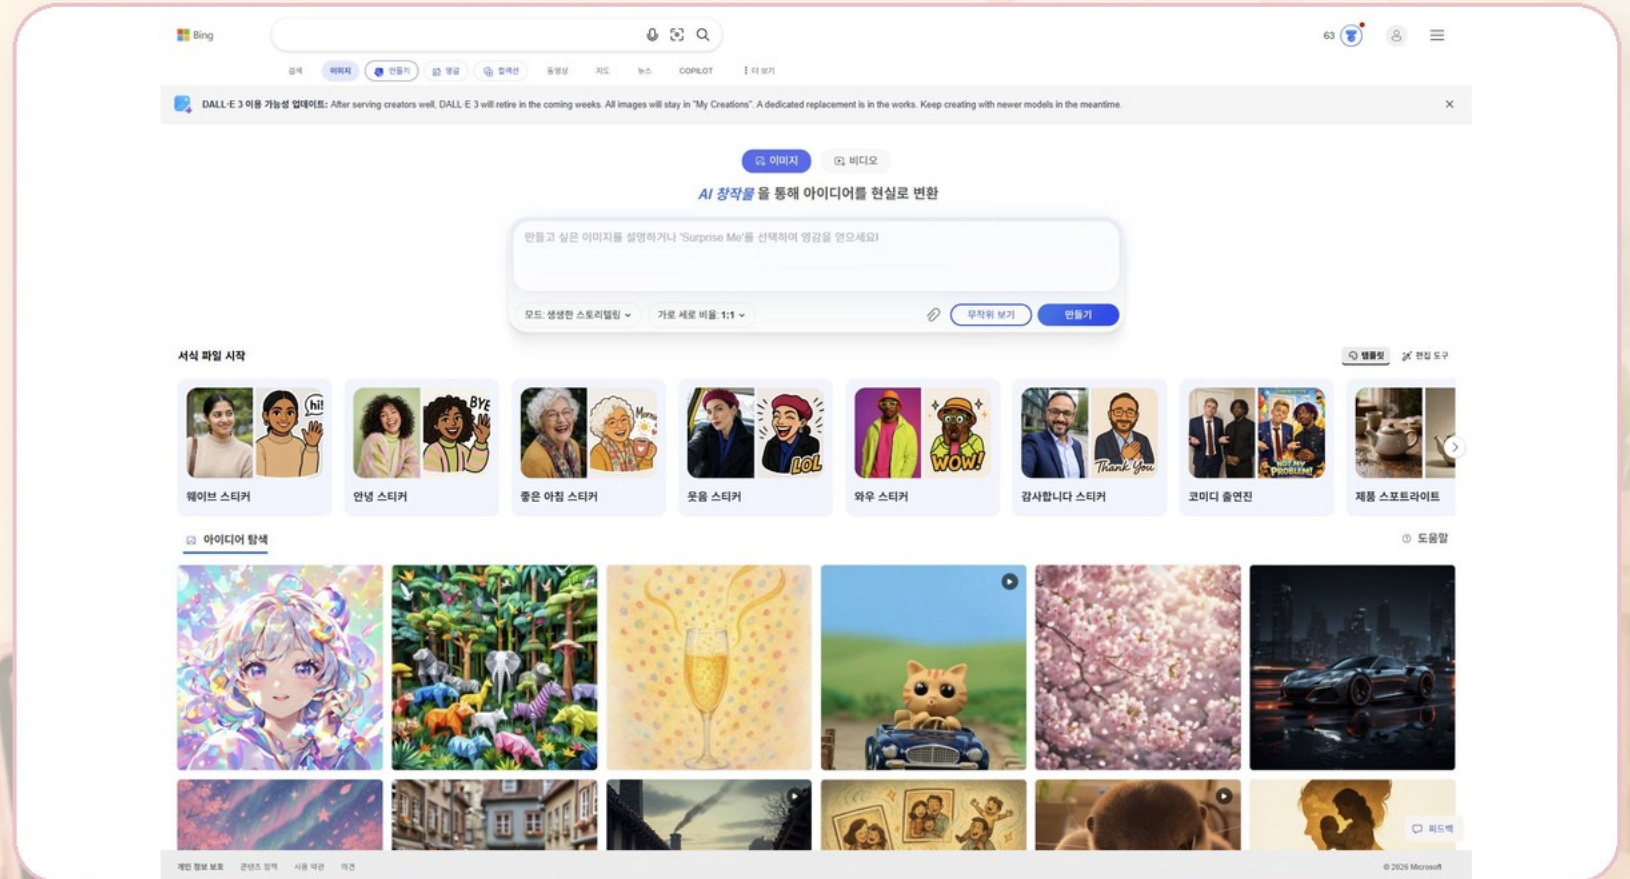 Bing
63
검색 이미지 만들기 영감 컬렉션 동영상 지도 뉴스 COPILOT 더 보기
DALL·E 3 이용 가능성 업데이트: After serving creators well, DALL·E 3 will retire in the coming weeks. All images will stay in "My Creations". A dedicated replacement is in the works. Keep creating with newer models in the meantime.
이미지 비디오
AI 창작물 을 통해 아이디어를 현실로 변환
만들고 싶은 이미지를 설명하거나 'Surprise Me'를 선택하여 영감을 얻으세요!
모드: 생생한 스토리텔링 가로 세로 비율: 1:1 무작위 보기 만들기
서식 파일 시작 템플릿 편집 도구
hi!
BYE
Morning
LOL
WOW!
Thank You
NOT MY PROBLEM!
웨이브 스티커 안녕 스티커 좋은 아침 스티커 웃음 스티커 와우 스티커 감사합니다 스티커 코미디 출연진 제품 스포트라이트
아이디어 탐색 도움말
피드백
개인 정보 보호 콘텐츠 정책 사용 약관 의견 © 2026 Microsoft